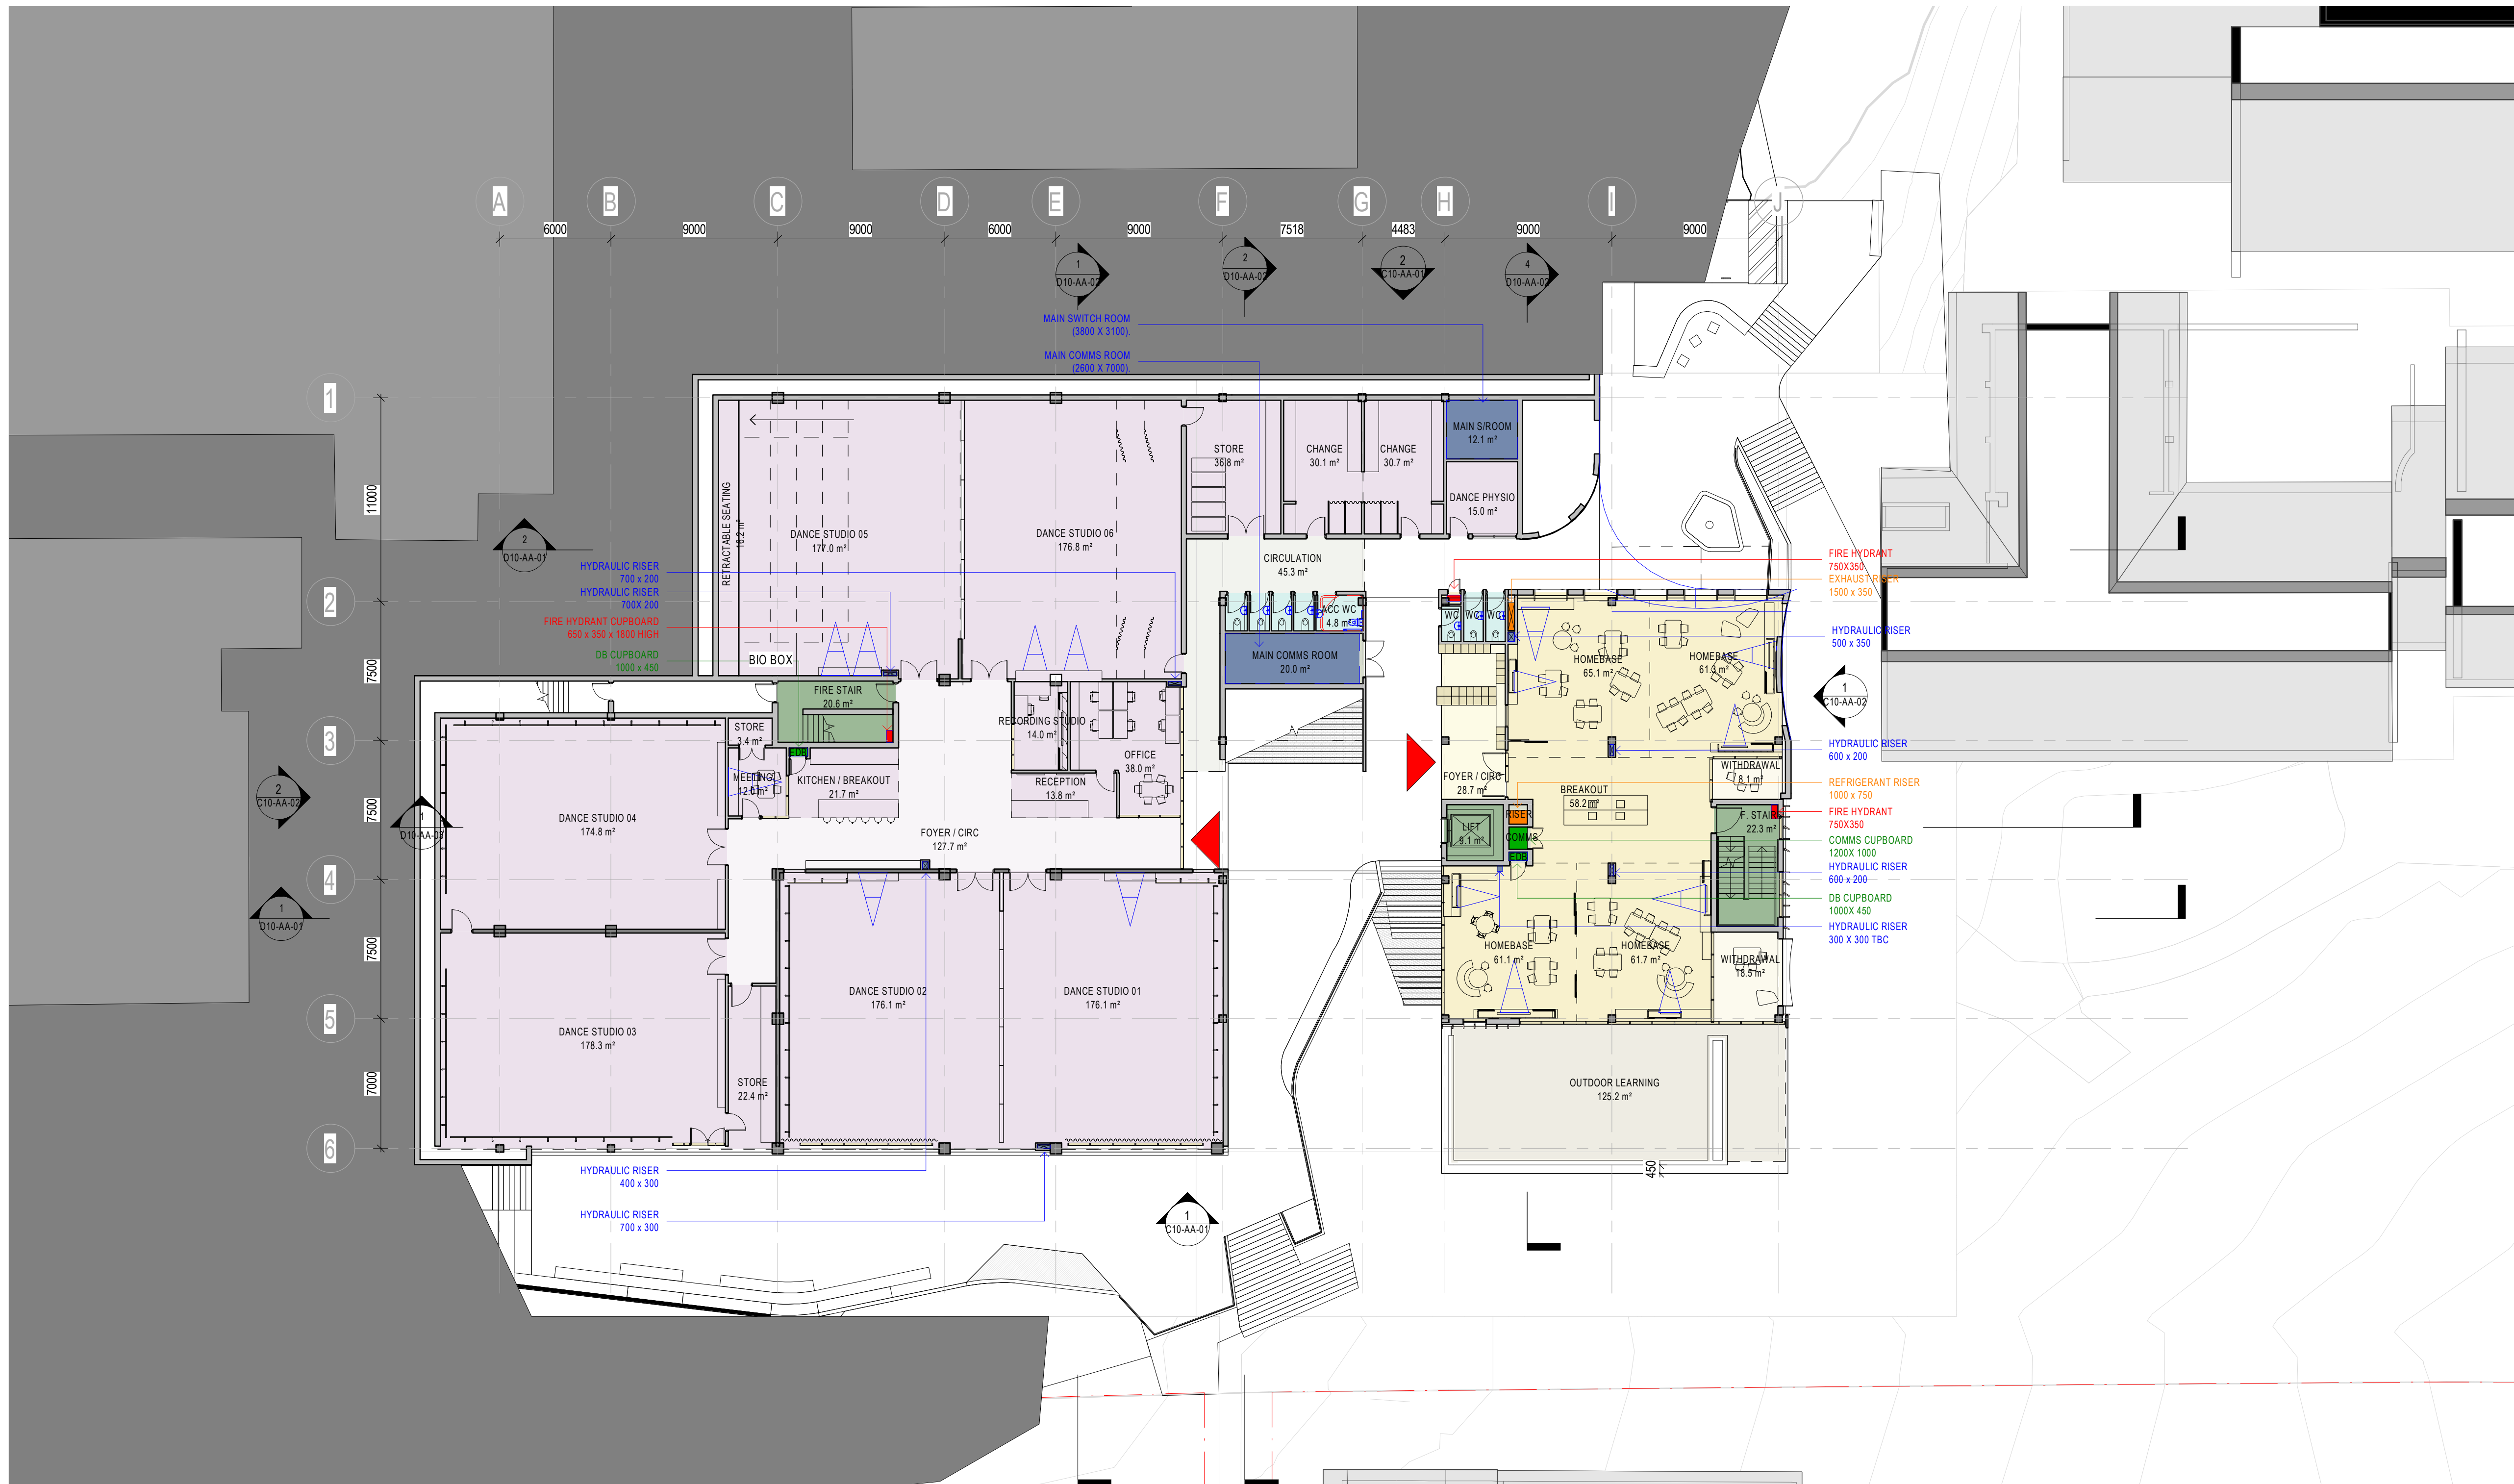 A
B
C
D
E
F
G
H
I
J
6000
9000
9000
6000
9000
7518
4483
9000
9000
1
D10-AA-02
2
D10-AA-02
2
C10-AA-01
4
D10-AA-02
MAIN SWITCH ROOM
(3800 X 3100).
MAIN COMMS ROOM
(2600 X 7000).
1
2
3
4
5
6
11000
7500
7500
7500
7000
2
D10-AA-01
2
C10-AA-02
1
D10-AA-03
1
D10-AA-01
1
C10-AA-02
1
C10-AA-01
HYDRAULIC RISER
700 x 200
HYDRAULIC RISER
700X 200
FIRE HYDRANT CUPBOARD
650 x 350 x 1800 HIGH
DB CUPBOARD
1000 x 450
BIO BOX
RETRACTABLE SEATING
16.2 m²
DANCE STUDIO 05
177.0 m²
DANCE STUDIO 06
176.8 m²
STORE
36.8 m²
CHANGE
30.1 m²
CHANGE
30.7 m²
MAIN S/ROOM
12.1 m²
DANCE PHYSIO
15.0 m²
CIRCULATION
45.3 m²
ACC WC
4.8 m²
MAIN COMMS ROOM
20.0 m²
WC
WC
WC
FIRE STAIR
20.6 m²
STORE
3.4 m²
EDB
MEETING
12.0 m²
KITCHEN / BREAKOUT
21.7 m²
RECORDING STUDIO
14.0 m²
OFFICE
38.0 m²
RECEPTION
13.8 m²
FOYER / CIRC
127.7 m²
DANCE STUDIO 04
174.8 m²
DANCE STUDIO 03
178.3 m²
STORE
22.4 m²
DANCE STUDIO 02
176.1 m²
DANCE STUDIO 01
176.1 m²
HOMEBASE
65.1 m²
HOMEBASE
61.3 m²
WITHDRAWAL
8.1 m²
FOYER / CIRC
28.7 m²
BREAKOUT
58.2 m²
RISER
COMMS
EDB
LIFT
9.1 m²
F. STAIR
22.3 m²
HOMEBASE
61.1 m²
HOMEBASE
61.7 m²
WITHDRAWAL
18.5 m²
OUTDOOR LEARNING
125.2 m²
450
FIRE HYDRANT
750X350
EXHAUST RISER
1500 x 350
HYDRAULIC RISER
500 x 350
HYDRAULIC RISER
600 x 200
REFRIGERANT RISER
1000 x 750
FIRE HYDRANT
750X350
COMMS CUPBOARD
1200X 1000
HYDRAULIC RISER
600 x 200
DB CUPBOARD
1000X 450
HYDRAULIC RISER
300 X 300 TBC
HYDRAULIC RISER
400 x 300
HYDRAULIC RISER
700 x 300